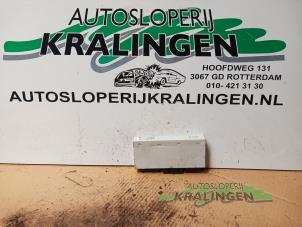 AUTOSLOPERIJ
KRALINGEN
HOOFDWEG 131
3067 GD ROTTERDAM
010- 421 31 30
AUTOSLOPERIJKRALINGEN.NL
AUTOSLOPERIJ
KRALINGEN